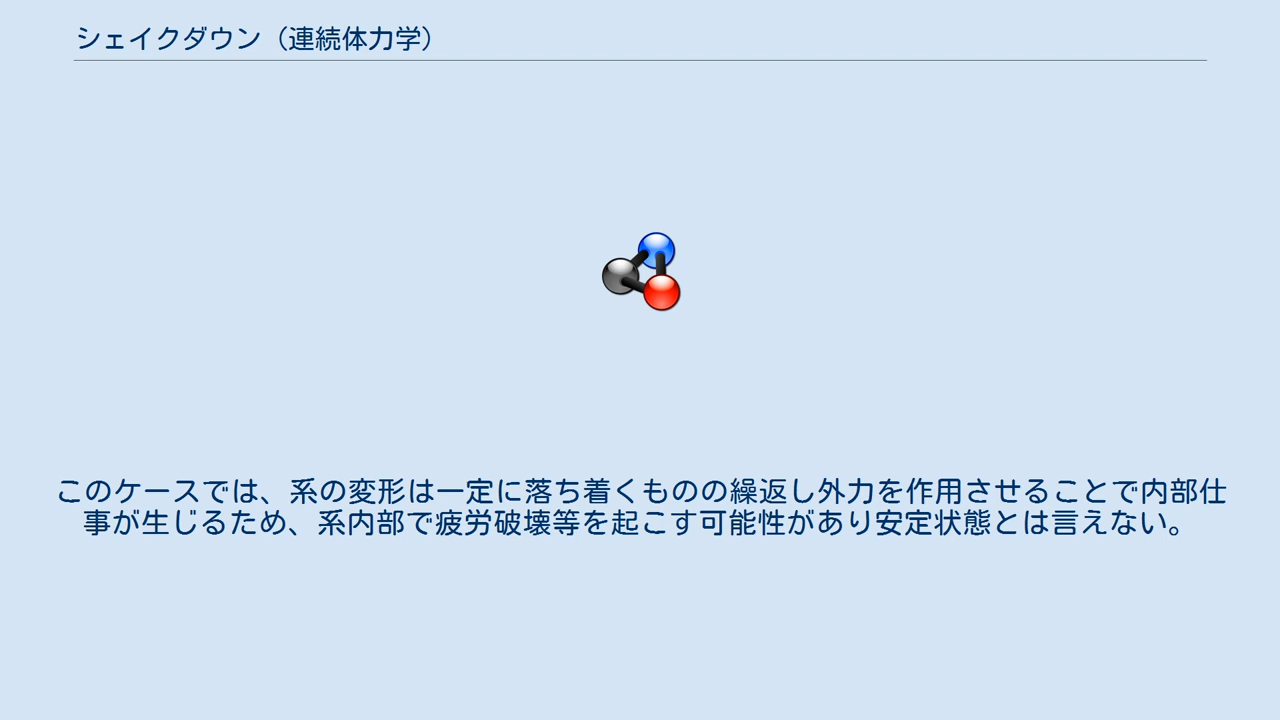 シェイクダウン（連続体力学）
このケースでは、系の変形は一定に落ち着くものの繰返し外力を作用させることで内部仕
事が生じるため、系内部で疲労破壊等を起こす可能性があり安定状態とは言えない。